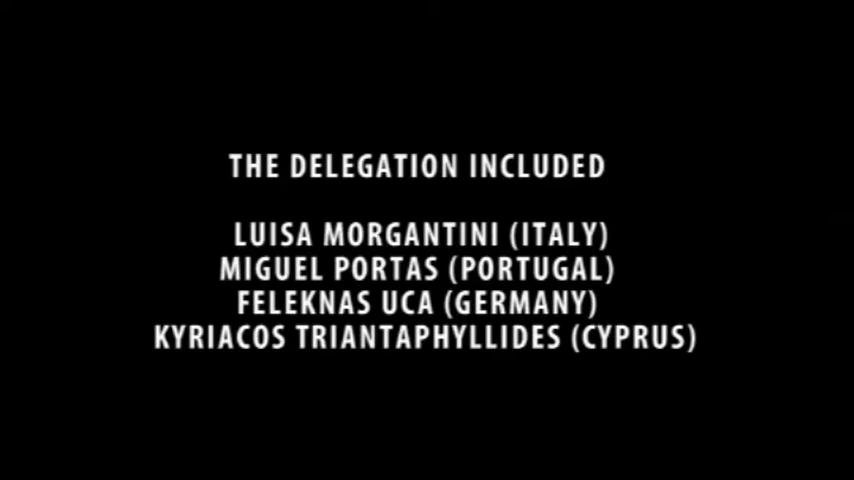 THE DELEGATION INCLUDED
LUISA MORGANTINI (ITALY)
MIGUEL PORTAS (PORTUGAL)
FELEKNAS UCA (GERMANY)
KYRIACOS TRIANTAPHYLLIDES (CYPRUS)